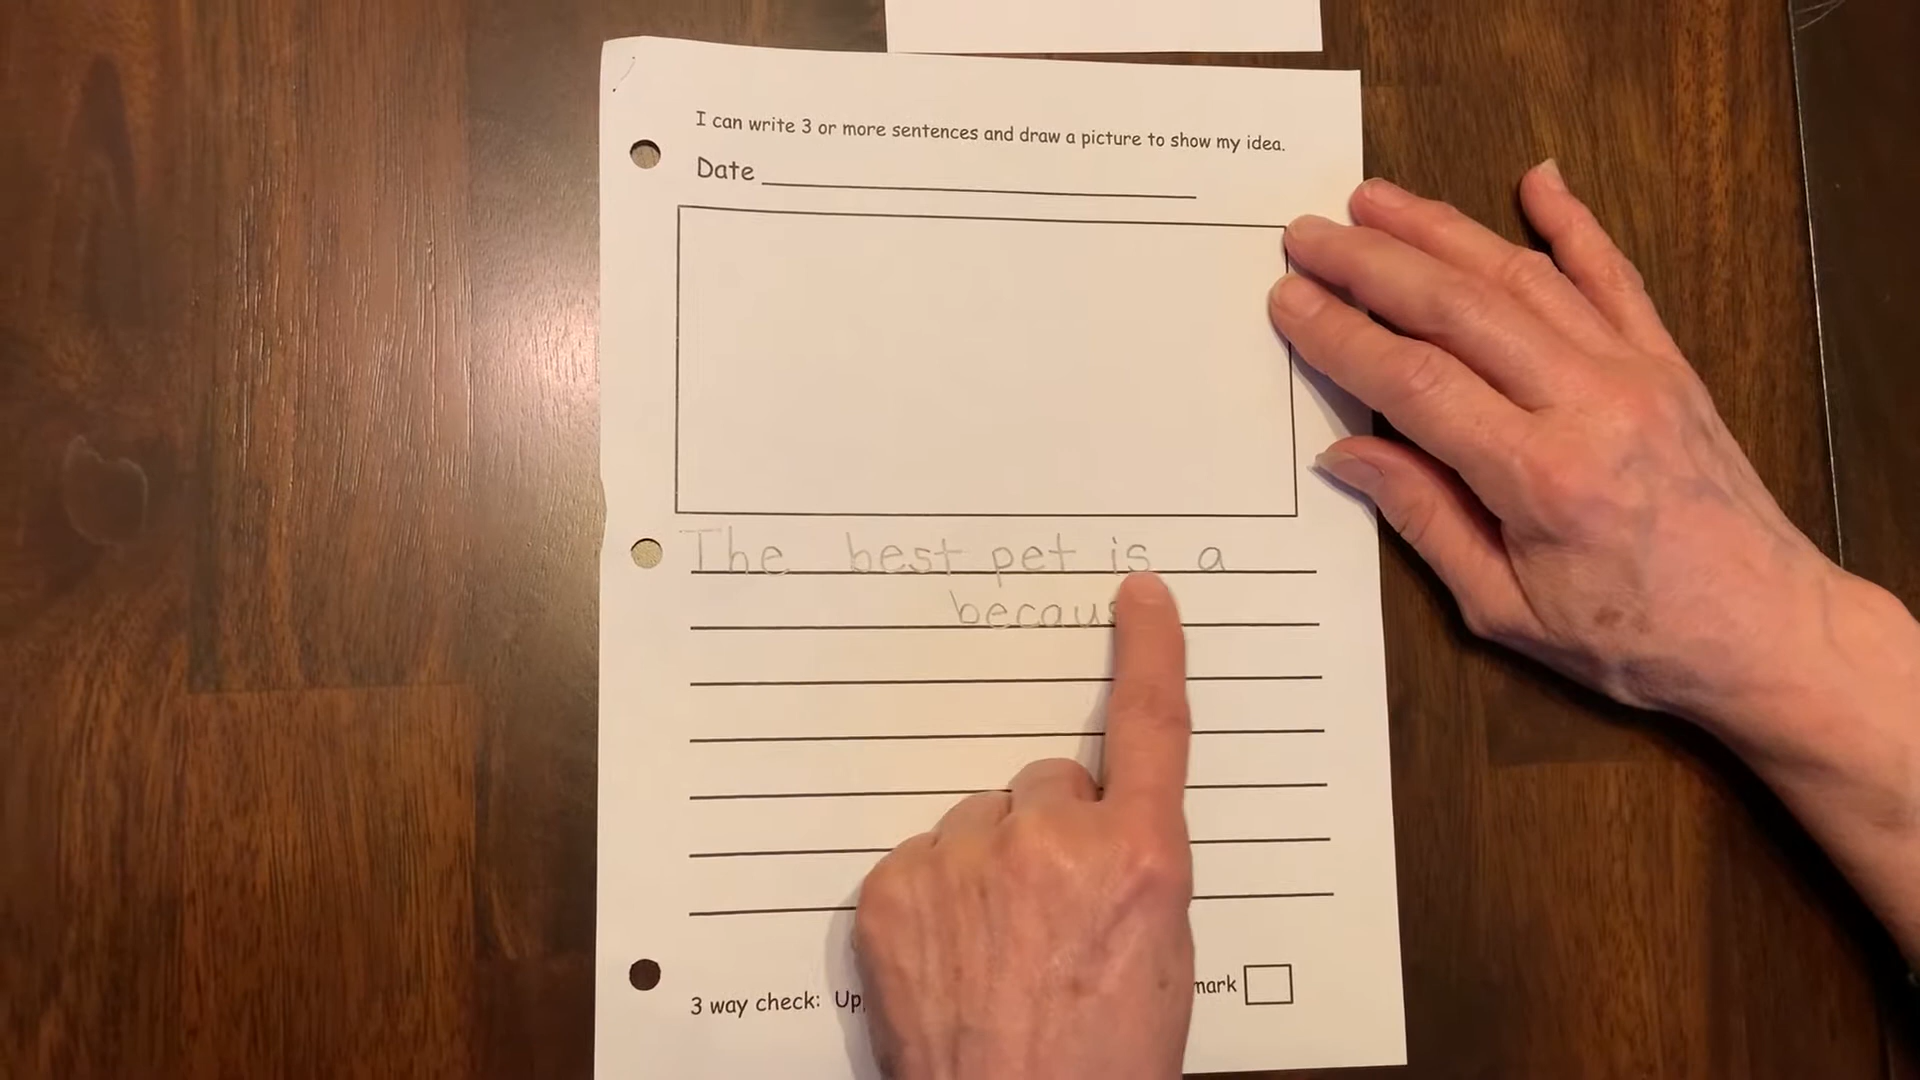 I can write 3 or more sentences and draw a picture to show my idea.
Date
The best pet is a
becaus
3 way check: Up
mark